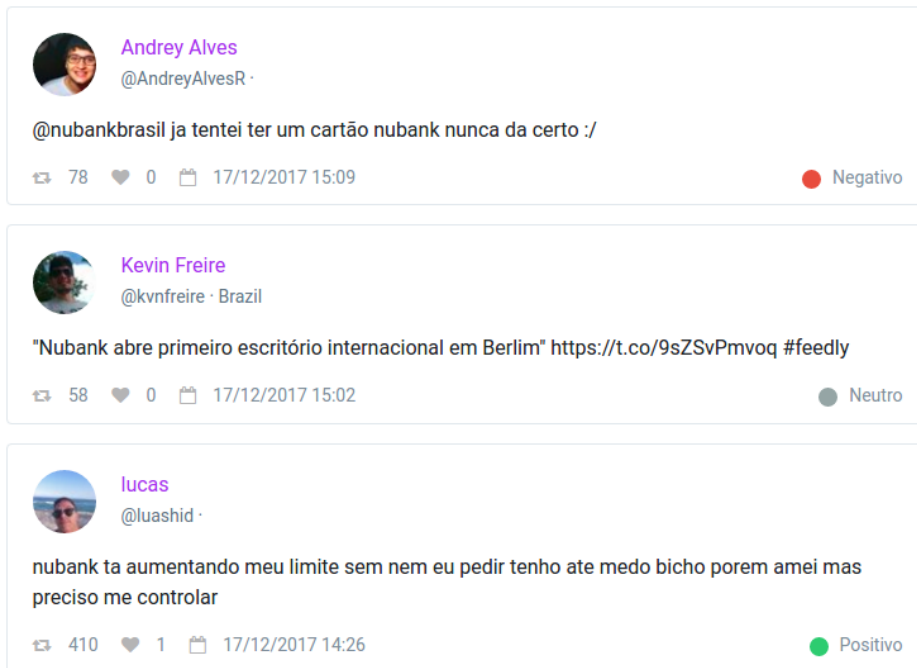 Andrey Alves
@AndreyAlvesR ·
@nubankbrasil ja tentei ter um cartão nubank nunca da certo :/
78 0 17/12/2017 15:09 Negativo
Kevin Freire
@kvnfreire · Brazil
"Nubank abre primeiro escritório internacional em Berlim" https://t.co/9sZSvPmvoq #feedly
58 0 17/12/2017 15:02 Neutro
lucas
@luashid ·
nubank ta aumentando meu limite sem nem eu pedir tenho ate medo bicho porem amei mas
preciso me controlar
410 1 17/12/2017 14:26 Positivo